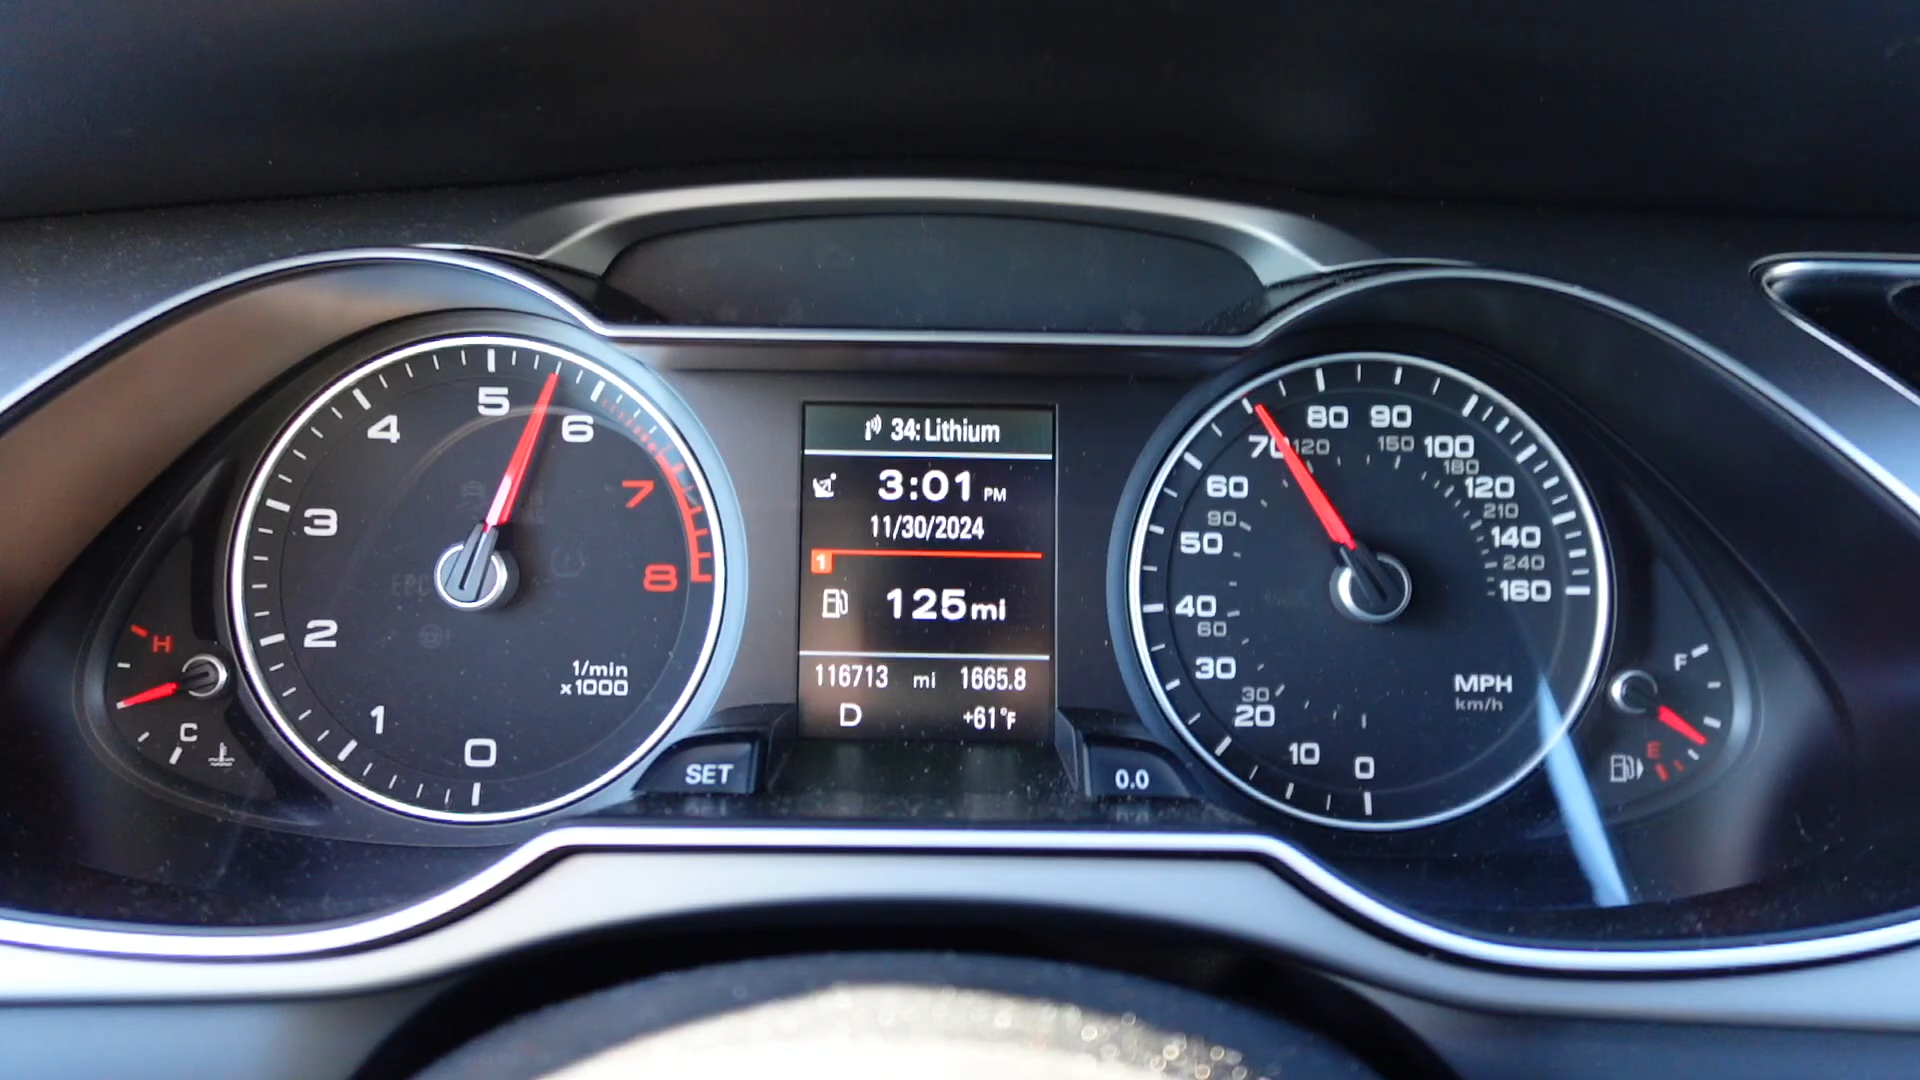 34: Lithium
3:01 PM
11/30/2024
1
125 mi
116713 mi 1665.8
D +61°F
0
1
2
3
4
5
6
7
8
1/min
x1000
H
C
SET
0.0
0
10
20
30
40
50
60
70
80
90
100
120
140
160
30
60
90
120
150
180
210
240
MPH
km/h
F
E